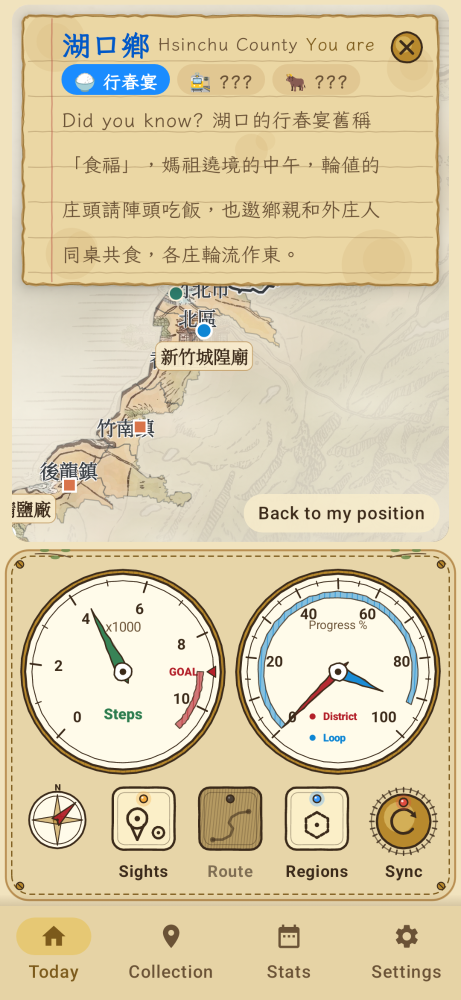 湖口鄉 Hsinchu County You are
行春宴 ??? ???
Did you know? 湖口的行春宴舊稱
「食福」，媽祖遶境的中午，輪值的
庄頭請陣頭吃飯，也邀鄉親和外庄人
同桌共食，各庄輪流作東。
竹北市
北區
新竹城隍廟
竹南鎮
後龍鎮
鹽廠
Back to my position
0 2 4 6 8 10
x1000
GOAL
Steps
0 20 40 60 80 100
Progress %
District
Loop
N
Sights Route Regions Sync
Today Collection Stats Settings